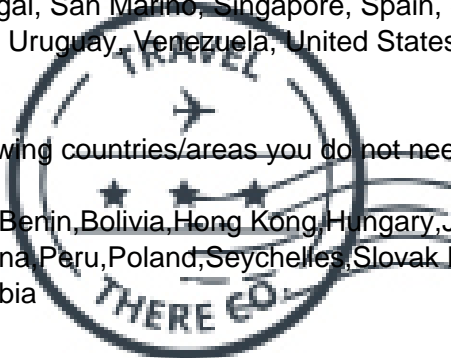 gal, San Marino, Singapore, Spain,
Uruguay, Venezuela, United States
TRAVEL
wing countries/areas you do not nee
Benin,Bolivia,Hong Kong,Hungary,J
na,Peru,Poland,Seychelles,Slovak
bia
THERE CO.